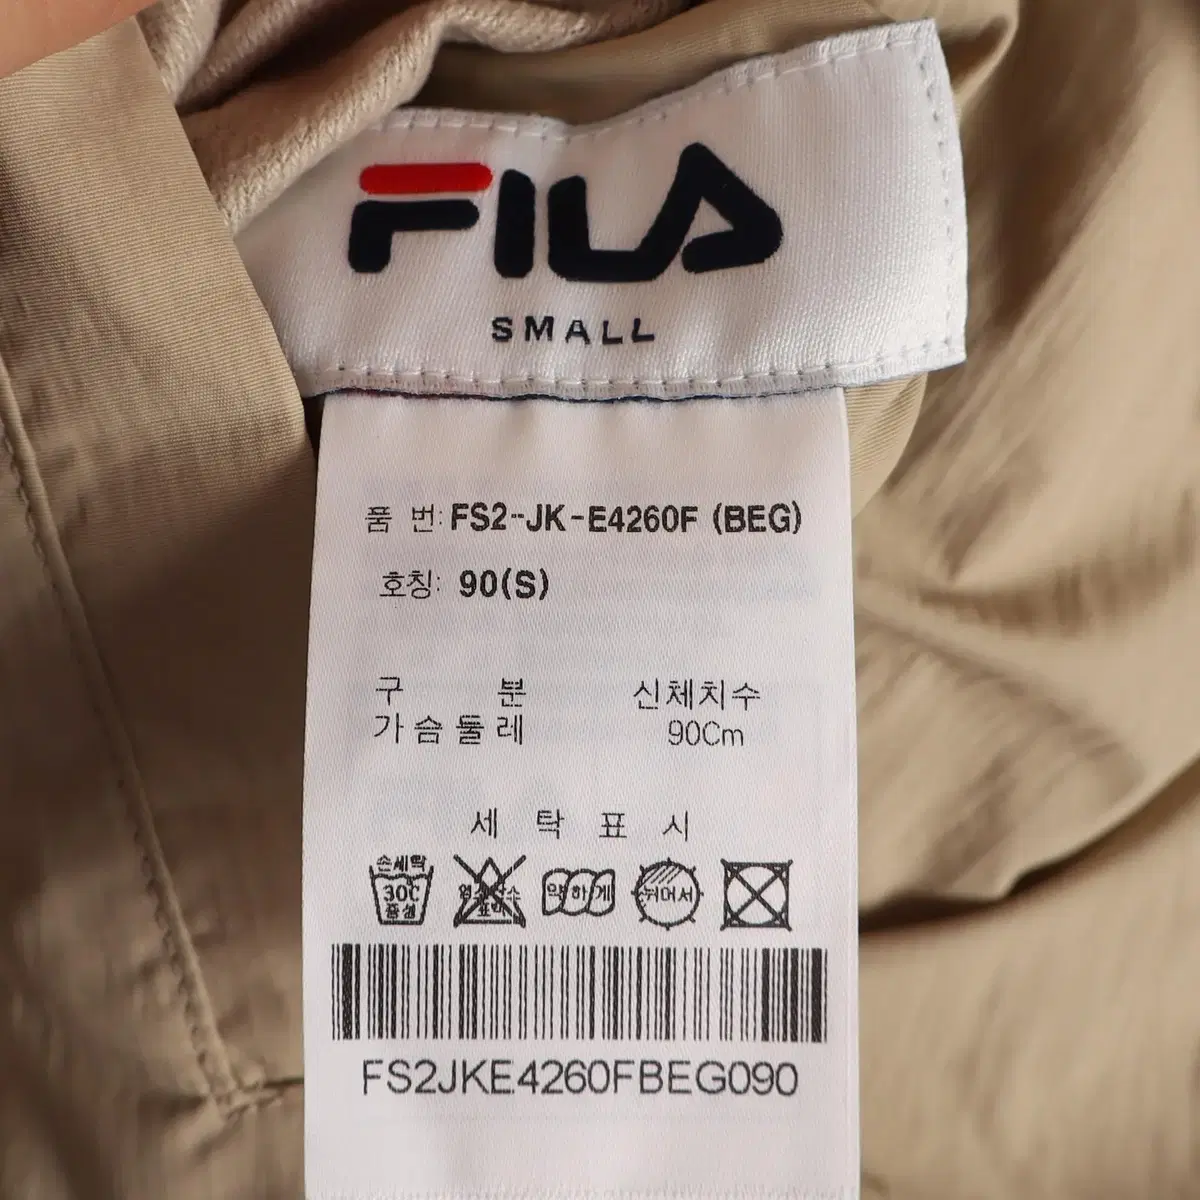 FILA
SMALL
품 번: FS2-JK-E4260F (BEG)
호칭: 90(S)
구 분 신체치수
가슴둘레 90Cm
세 탁 표 시
손세탁 30℃ 중성 약하게 뉘어서
FS2JKE4260FBEG090